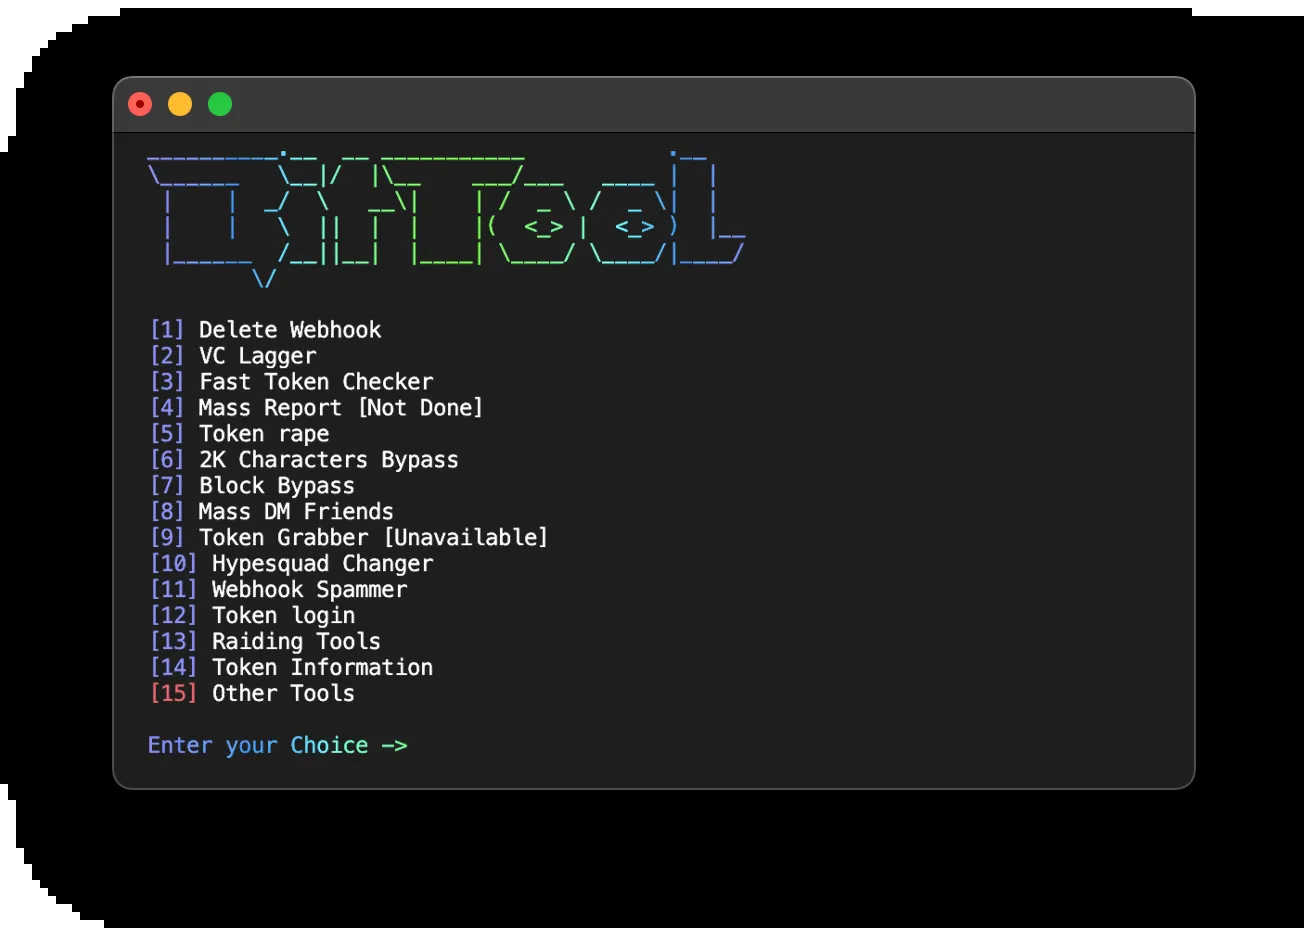 [1] Delete Webhook
[2] VC Lagger
[3] Fast Token Checker
[4] Mass Report [Not Done]
[5] Token rape
[6] 2K Characters Bypass
[7] Block Bypass
[8] Mass DM Friends
[9] Token Grabber [Unavailable]
[10] Hypesquad Changer
[11] Webhook Spammer
[12] Token login
[13] Raiding Tools
[14] Token Information
[15] Other Tools
Enter your Choice ->